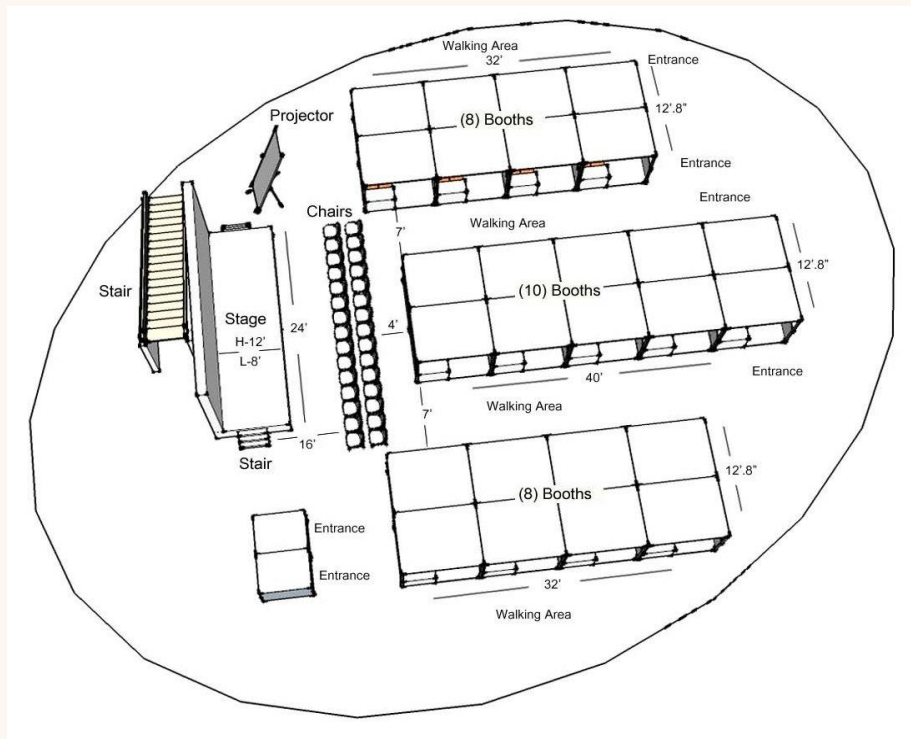 Walking Area
32'
Entrance
12'.8"
Projector
(8) Booths
Entrance
Entrance
Chairs
Walking Area
7'
12'.8"
Stair
(10) Booths
Stage
24'
4'
H-12'
L-8'
Entrance
40'
Walking Area
7'
16'
Stair
12'.8"
(8) Booths
Entrance
Entrance
32'
Walking Area